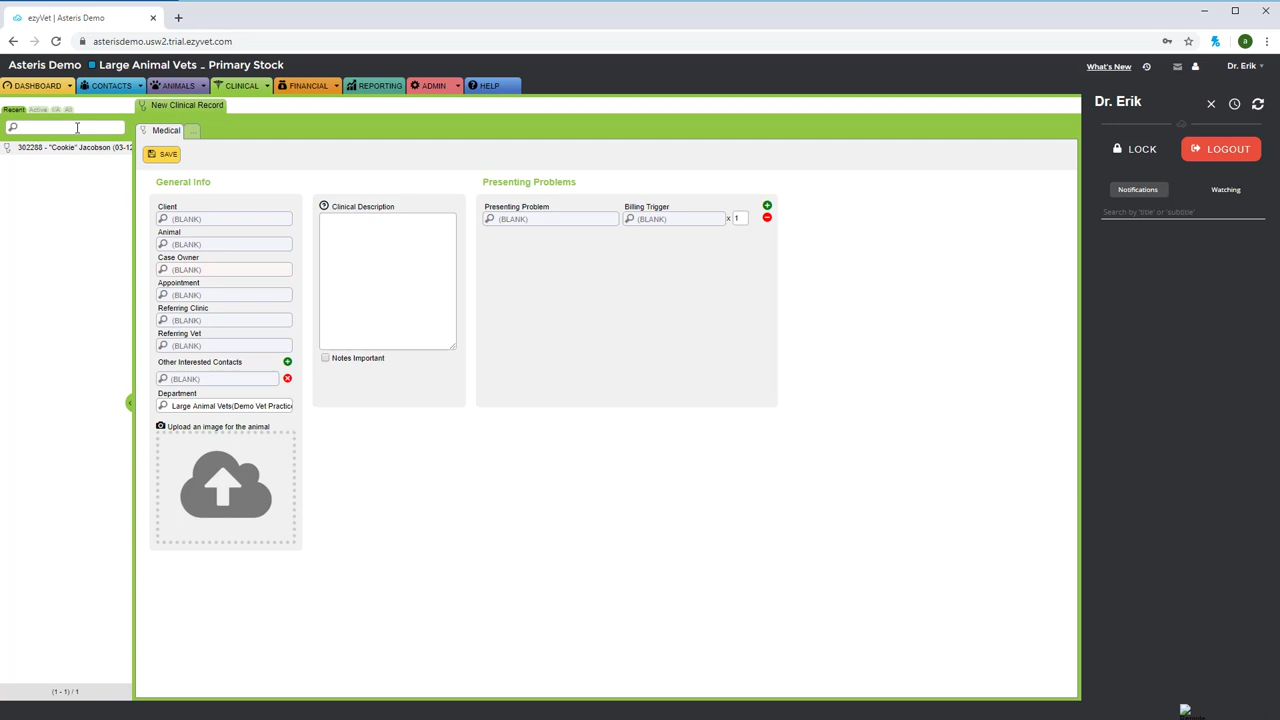 ezyVet | Asteris Demo
asterisdemo.usw2.trial.ezyvet.com
a
Asteris Demo Large Animal Vets _ Primary Stock
What's New
Dr. Erik
DASHBOARD CONTACTS ANIMALS CLINICAL FINANCIAL REPORTING ADMIN HELP
Recent Active All
New Clinical Record
Dr. Erik
302288 - "Cookie" Jacobson (03-12
Medical ...
LOCK LOGOUT
SAVE
General Info Presenting Problems
Notifications Watching
Client
(BLANK)
Animal
(BLANK)
Case Owner
(BLANK)
Appointment
(BLANK)
Referring Clinic
(BLANK)
Referring Vet
(BLANK)
Other Interested Contacts
(BLANK)
Department
Large Animal Vets(Demo Vet Practice
Upload an image for the animal
Clinical Description
Notes Important
Presenting Problem Billing Trigger
(BLANK) (BLANK) x 1
Search by 'title' or 'subtitle'
(1 - 1) / 1